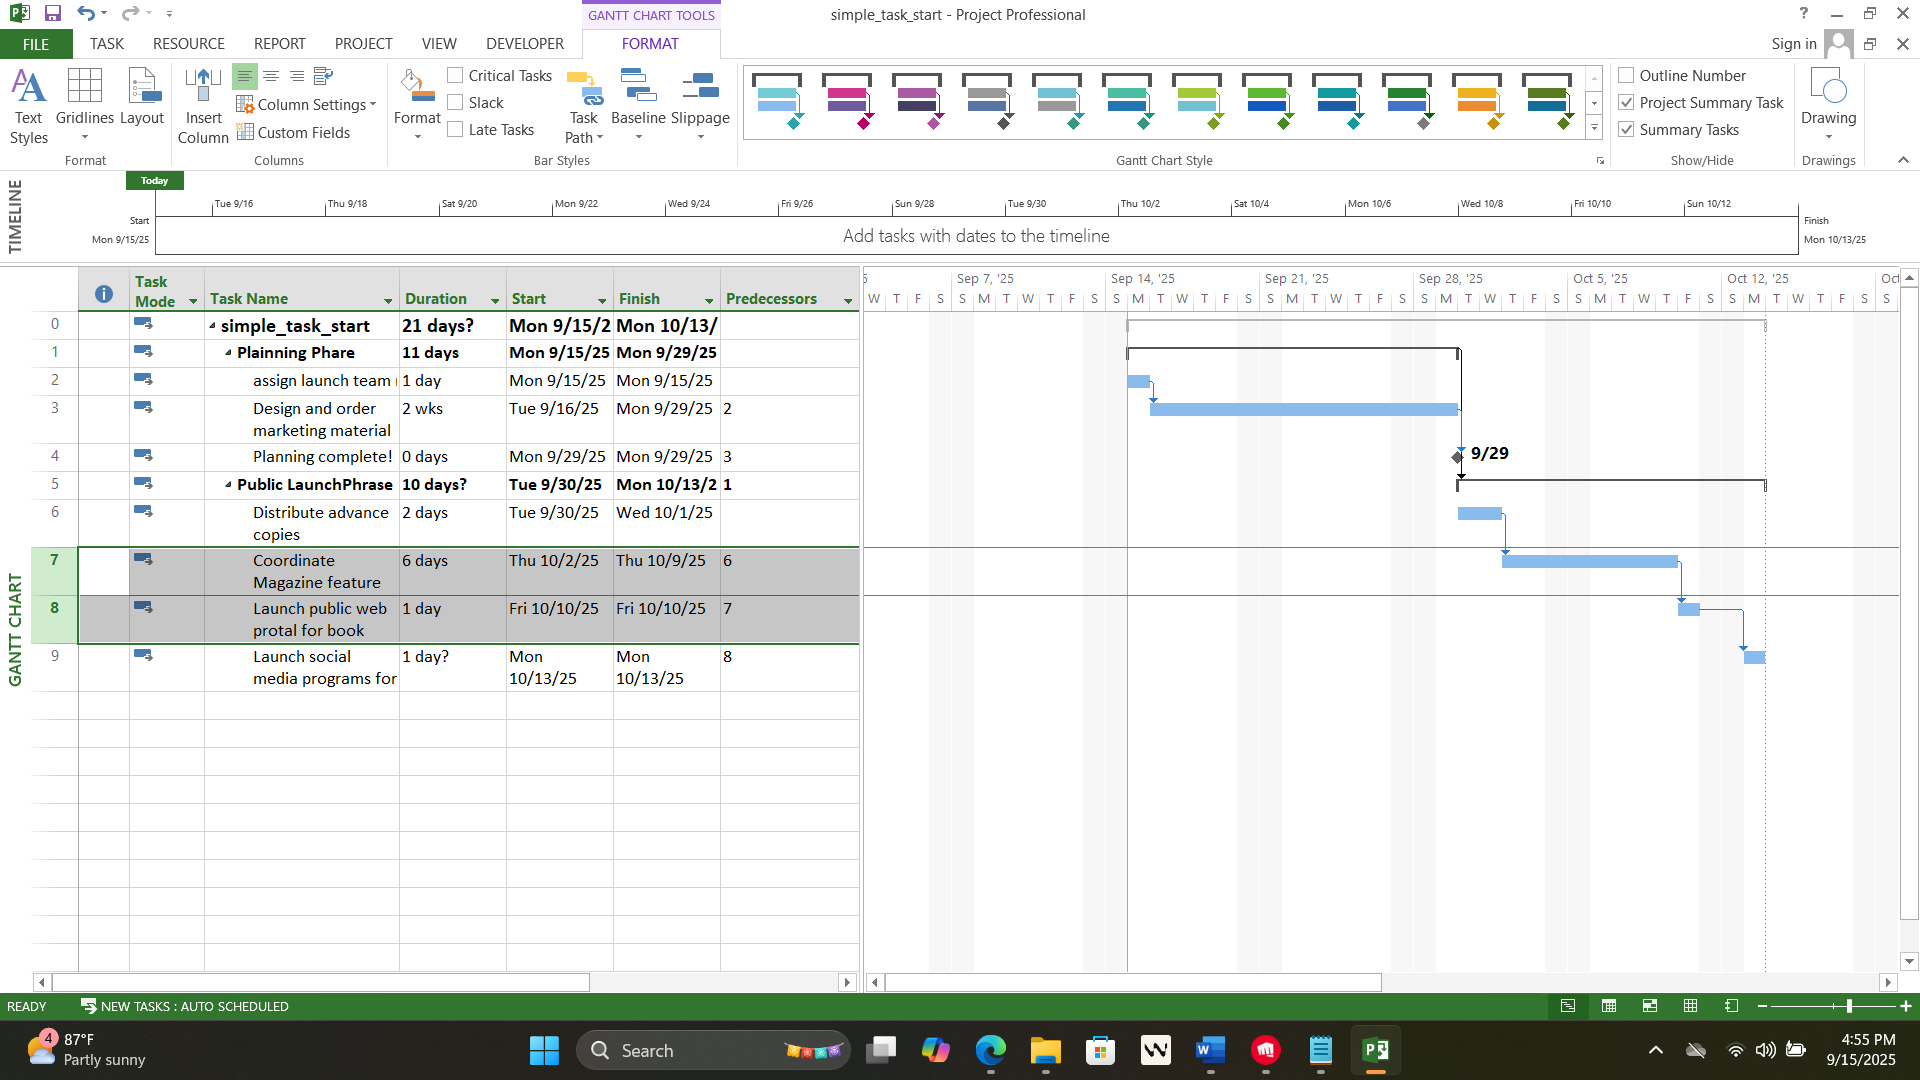 GANTT CHART TOOLS
simple_task_start - Project Professional
?
FILE TASK RESOURCE REPORT PROJECT VIEW DEVELOPER FORMAT Sign in
Text Styles
Gridlines
Layout
Format
Insert Column
Column Settings
Custom Fields
Columns
Format
Critical Tasks
Slack
Late Tasks
Task Path
Baseline
Slippage
Bar Styles
Gantt Chart Style
Outline Number
Project Summary Task
Summary Tasks
Show/Hide
Drawing
Drawings
TIMELINE
Today
Tue 9/16 Thu 9/18 Sat 9/20 Mon 9/22 Wed 9/24 Fri 9/26 Sun 9/28 Tue 9/30 Thu 10/2 Sat 10/4 Mon 10/6 Wed 10/8 Fri 10/10 Sun 10/12
Start
Mon 9/15/25
Add tasks with dates to the timeline
Finish
Mon 10/13/25
GANTT CHART
Task Mode Task Name Duration Start Finish Predecessors
0 simple_task_start 21 days? Mon 9/15/2 Mon 10/13/
1 Plainning Phare 11 days Mon 9/15/25 Mon 9/29/25
2 assign launch team 1 day Mon 9/15/25 Mon 9/15/25
3 Design and order 2 wks Tue 9/16/25 Mon 9/29/25 2
marketing material
4 Planning complete! 0 days Mon 9/29/25 Mon 9/29/25 3
5 Public LaunchPhrase 10 days? Tue 9/30/25 Mon 10/13/2 1
6 Distribute advance 2 days Tue 9/30/25 Wed 10/1/25
copies
7 Coordinate 6 days Thu 10/2/25 Thu 10/9/25 6
Magazine feature
8 Launch public web 1 day Fri 10/10/25 Fri 10/10/25 7
protal for book
9 Launch social 1 day? Mon Mon 8
media programs for 10/13/25 10/13/25
Sep 7, '25 Sep 14, '25 Sep 21, '25 Sep 28, '25 Oct 5, '25 Oct 12, '25
W T F S S M T W T F S S M T W T F S S M T W T F S S M T W T F S S M T W T F S S M T W T F S S
9/29
READY NEW TASKS : AUTO SCHEDULED
4
87°F
Partly sunny
Search
4:55 PM
9/15/2025